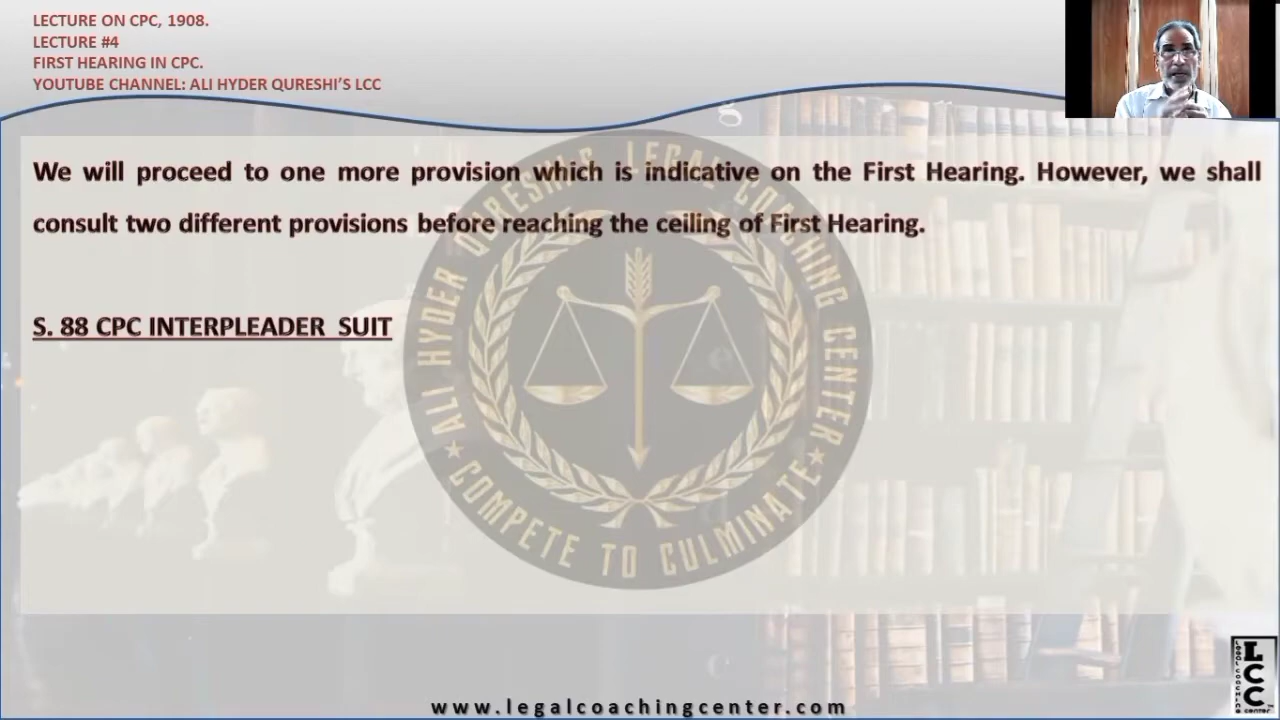 LECTURE ON CPC, 1908.
LECTURE #4
FIRST HEARING IN CPC.
YOUTUBE CHANNEL: ALI HYDER QURESHI'S LCC
We will proceed to one more provision which is indicative on the First Hearing. However, we shall
consult two different provisions before reaching the ceiling of First Hearing.
S. 88 CPC INTERPLEADER SUIT
ALI HYDER QURESHI'S LEGAL COACHING CENTER
★ COMPETE TO CULMINATE ★
LCC
LEGAL COACHING
CENTER
www.legalcoachingcenter.com